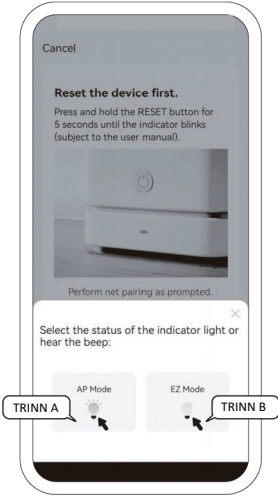 Cancel
Reset the device first.
Press and hold the RESET button for
5 seconds until the indicator blinks
(subject to the user manual).
Perform net pairing as prompted.
Select the status of the indicator light or
hear the beep:
AP Mode
EZ Mode
TRINN A
TRINN B